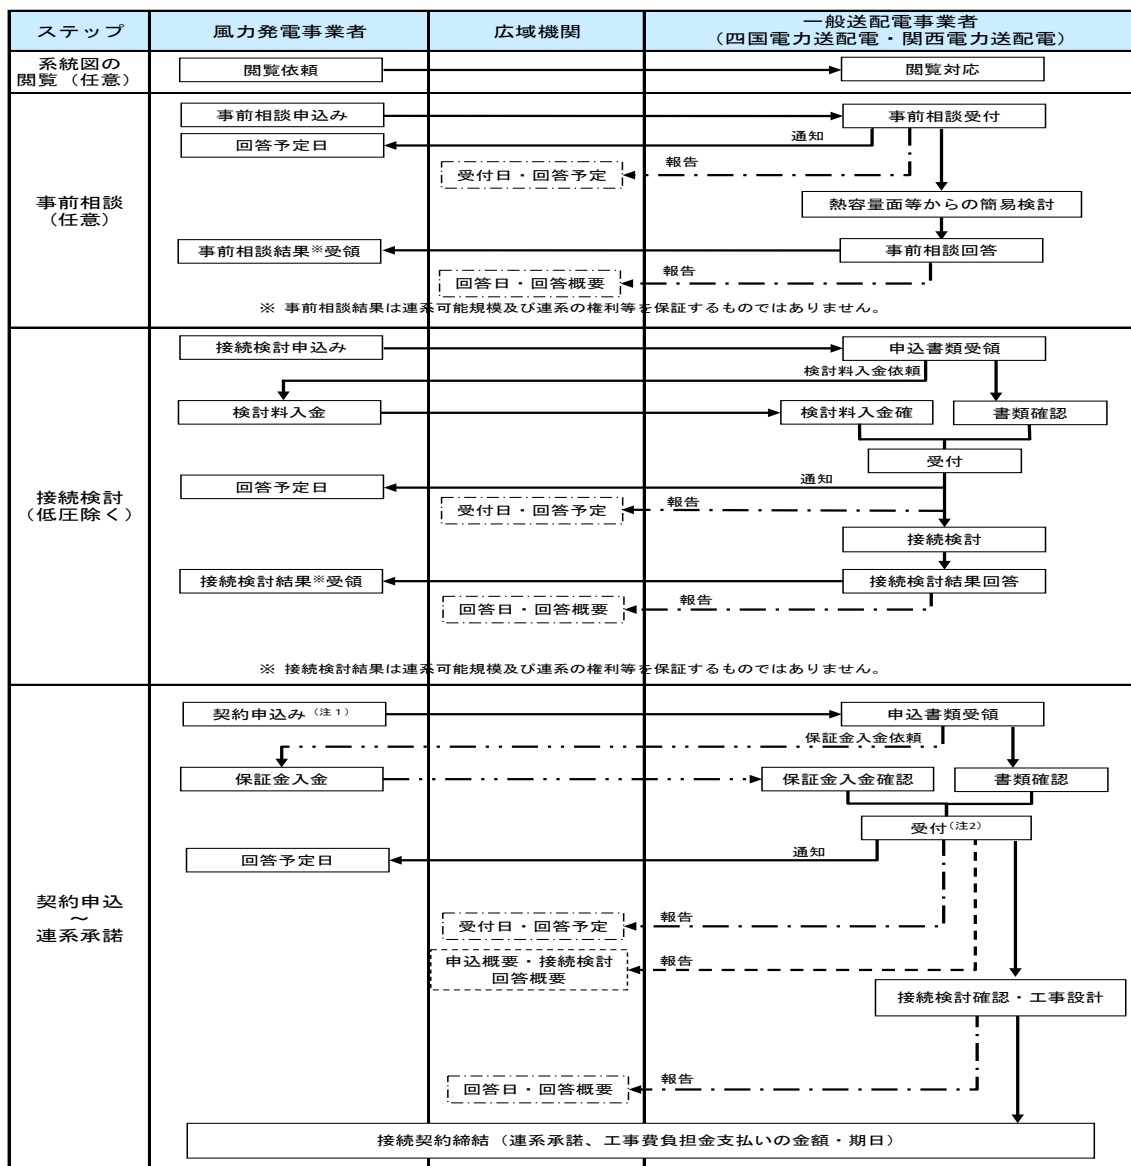 ステップ
風力発電事業者
広域機関
一般送配電事業者
(四国電力送配電・関西電力送配電)
系統図の
閲覧(任意)
閲覧依頼
閲覧対応
事前相談
(任意)
事前相談申込み
事前相談受付
通知
回答予定日
報告
受付日・回答予定
熱容量面等からの簡易検討
事前相談結果※受領
事前相談回答
報告
回答日・回答概要
※ 事前相談結果は連系可能規模及び連系の権利等を保証するものではありません。
接続検討
(低圧除く)
接続検討申込み
申込書類受領
検討料入金依頼
検討料入金
検討料入金確
書類確認
受付
通知
回答予定日
報告
受付日・回答予定
接続検討
接続検討結果※受領
接続検討結果回答
報告
回答日・回答概要
※ 接続検討結果は連系可能規模及び連系の権利等を保証するものではありません。
契約申込
~
連系承諾
契約申込み(注1)
申込書類受領
保証金入金依頼
保証金入金
保証金入金確認
書類確認
受付(注2)
通知
回答予定日
報告
受付日・回答予定
報告
申込概要・接続検討
回答概要
接続検討確認・工事設計
報告
回答日・回答概要
接続契約締結(連系承諾、工事費負担金支払いの金額・期日)